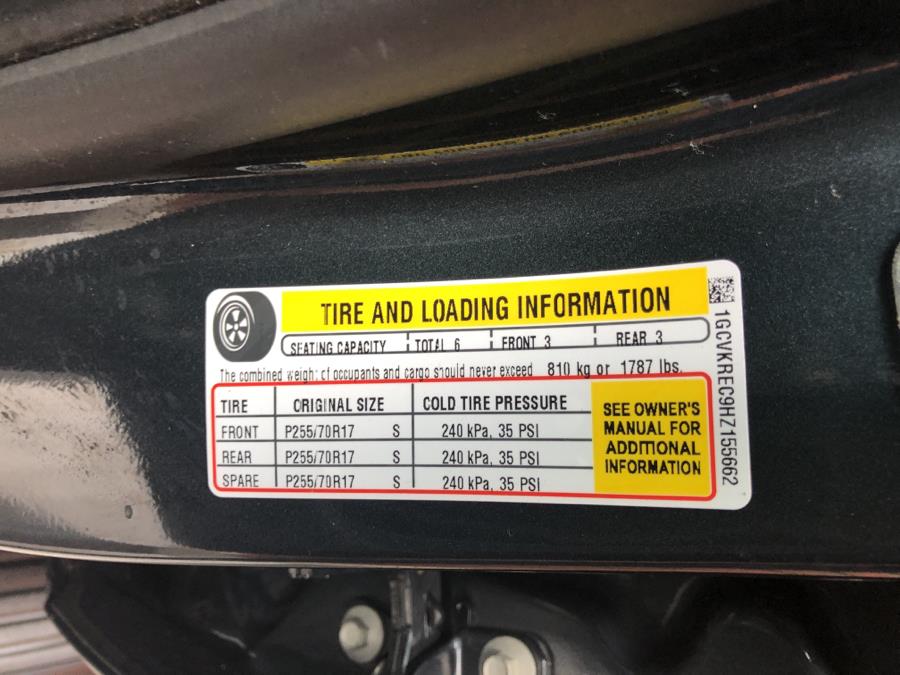 TIRE AND LOADING INFORMATION
SEATING CAPACITY TOTAL 6 FRONT 3 REAR 3
The combined weight of occupants and cargo should never exceed 810 kg or 1787 lbs.
TIRE ORIGINAL SIZE COLD TIRE PRESSURE
FRONT P255/70R17 S 240 kPa, 35 PSI
REAR P255/70R17 S 240 kPa, 35 PSI
SPARE P255/70R17 S 240 kPa, 35 PSI
SEE OWNER'S
MANUAL FOR
ADDITIONAL
INFORMATION
1GCVKREC9HZ155662